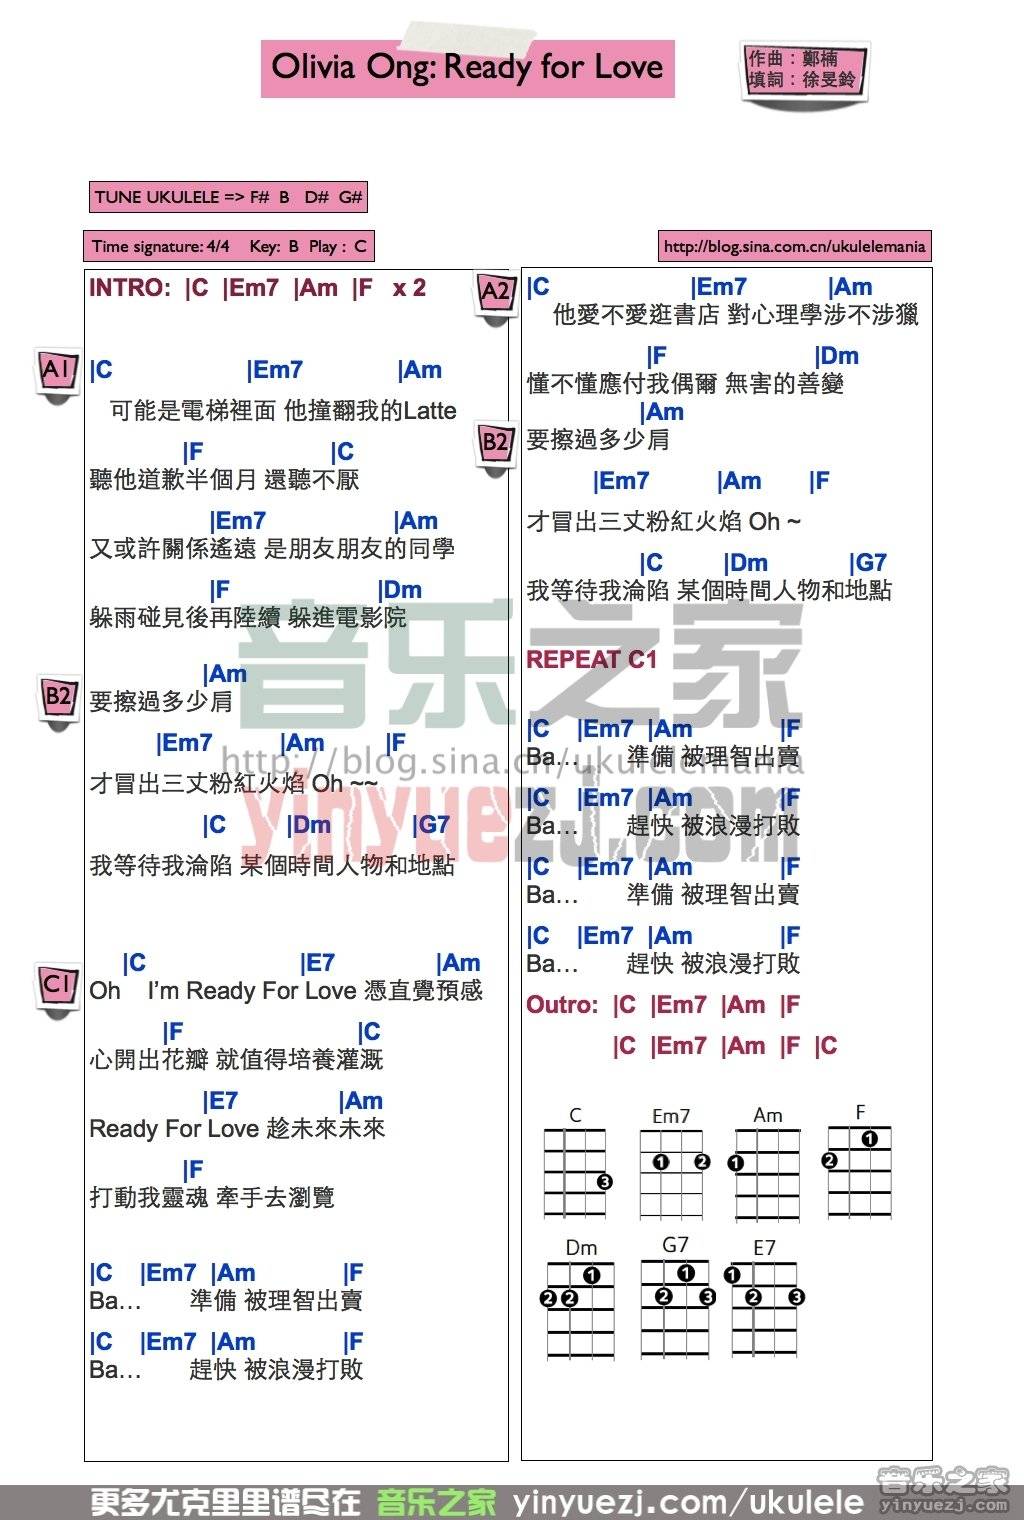 Olivia Ong: Ready for Love
作曲：鄭楠
填詞：徐旻鈴
TUNE UKULELE => F# B D# G#
Time signature: 4/4 Key: B Play : C
http://blog.sina.com.cn/ukulelemania
INTRO: |C |Em7 |Am |F x 2
A1
|C |Em7 |Am
可能是電梯裡面 他撞翻我的Latte
|F |C
聽他道歉半個月 還聽不厭
|Em7 |Am
又或許關係遙遠 是朋友朋友的同學
|F |Dm
躲雨碰見後再陸續 躲進電影院
B2
|Am
要擦過多少肩
|Em7 |Am |F
才冒出三丈粉紅火焰 Oh ~~
|C |Dm |G7
我等待我淪陷 某個時間人物和地點
C1
|C |E7 |Am
Oh I’m Ready For Love 憑直覺預感
|F |C
心開出花瓣 就值得培養灌溉
|E7 |Am
Ready For Love 趁未來未來
|F
打動我靈魂 牽手去瀏覽
|C |Em7 |Am |F
Ba… 準備 被理智出賣
|C |Em7 |Am |F
Ba… 趕快 被浪漫打敗
A2
|C |Em7 |Am
他愛不愛逛書店 對心理學涉不涉獵
|F |Dm
懂不懂應付我偶爾 無害的善變
B2
|Am
要擦過多少肩
|Em7 |Am |F
才冒出三丈粉紅火焰 Oh ~
|C |Dm |G7
我等待我淪陷 某個時間人物和地點
REPEAT C1
|C |Em7 |Am |F
Ba… 準備 被理智出賣
|C |Em7 |Am |F
Ba… 趕快 被浪漫打敗
|C |Em7 |Am |F
Ba… 準備 被理智出賣
|C |Em7 |Am |F
Ba… 趕快 被浪漫打敗
Outro: |C |Em7 |Am |F
|C |Em7 |Am |F |C
C Em7 Am F
3 1 2 1 1 2
Dm G7 E7
1 2 2 1 2 3 1 2 3
音乐之家
http://blog.sina.cn/ukulelemania
yinyuezj.com
更多尤克里里谱尽在 音乐之家 yinyuezj.com/ukulele
音乐之家
yinyuezj.com